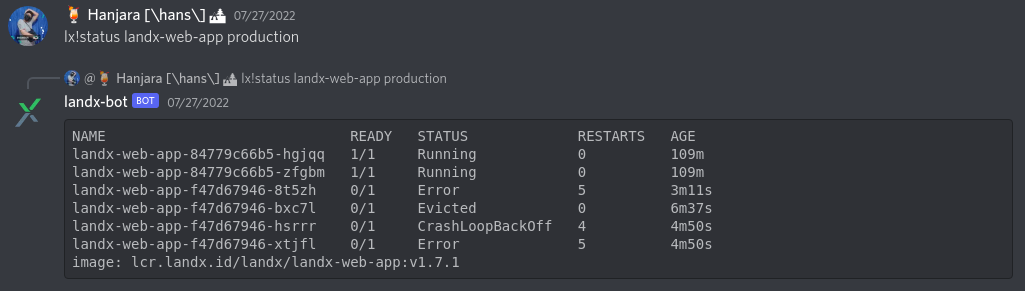 Hanjara [\hans\] 07/27/2022
lx!status landx-web-app production
@ Hanjara [\hans\] lx!status landx-web-app production
landx-bot BOT 07/27/2022
NAME READY STATUS RESTARTS AGE
landx-web-app-84779c66b5-hgjqq 1/1 Running 0 109m
landx-web-app-84779c66b5-zfgbm 1/1 Running 0 109m
landx-web-app-f47d67946-8t5zh 0/1 Error 5 3m11s
landx-web-app-f47d67946-bxc7l 0/1 Evicted 0 6m37s
landx-web-app-f47d67946-hsrrr 0/1 CrashLoopBackOff 4 4m50s
landx-web-app-f47d67946-xtjfl 0/1 Error 5 4m50s
image: lcr.landx.id/landx/landx-web-app:v1.7.1